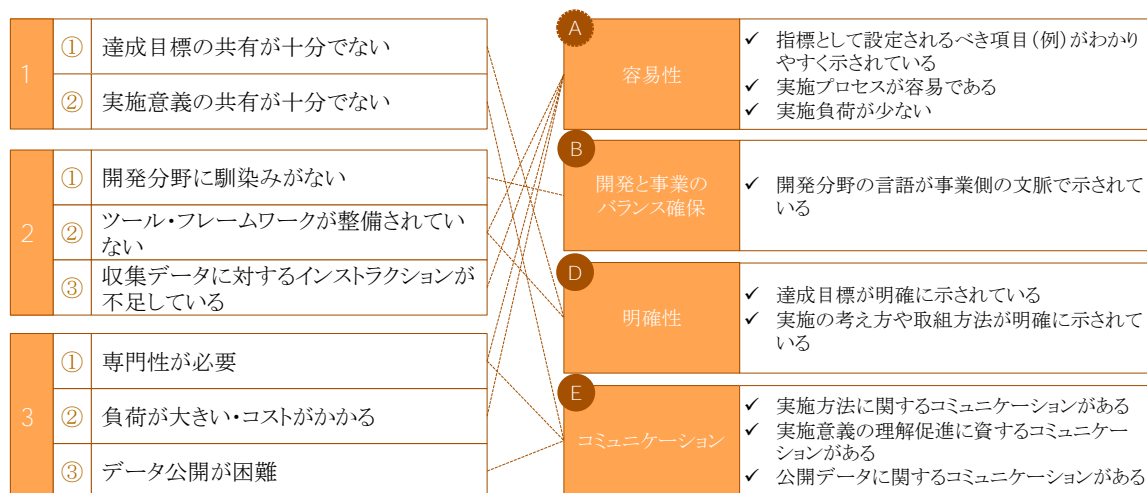 1
① 達成目標の共有が十分でない
② 実施意義の共有が十分でない
2
① 開発分野に馴染みがない
② ツール・フレームワークが整備されてい
ない
③ 収集データに対するインストラクションが
不足している
3
① 専門性が必要
② 負荷が大きい・コストがかかる
③ データ公開が困難
A
容易性
✓ 指標として設定されるべき項目(例)がわかり
やすく示されている
✓ 実施プロセスが容易である
✓ 実施負荷が少ない
B
開発と事業の
バランス確保
✓ 開発分野の言語が事業側の文脈で示されて
いる
D
明確性
✓ 達成目標が明確に示されている
✓ 実施の考え方や取組方法が明確に示されて
いる
E
コミュニケーション
✓ 実施方法に関するコミュニケーションがある
✓ 実施意義の理解促進に資するコミュニケー
ションがある
✓ 公開データに関するコミュニケーションがある